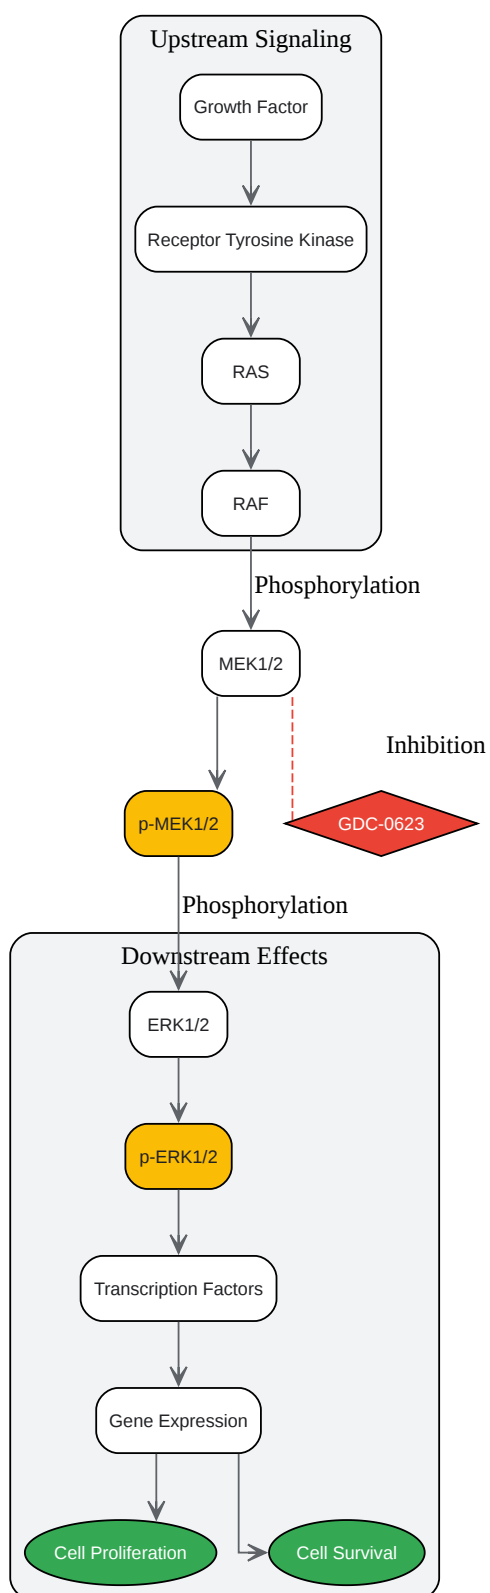 Upstream Signaling
Growth Factor
Receptor Tyrosine Kinase
RAS
RAF
Phosphorylation
MEK1/2
Inhibition
p-MEK1/2
GDC-0623
Phosphorylation
Downstream Effects
ERK1/2
p-ERK1/2
Transcription Factors
Gene Expression
Cell Proliferation
Cell Survival